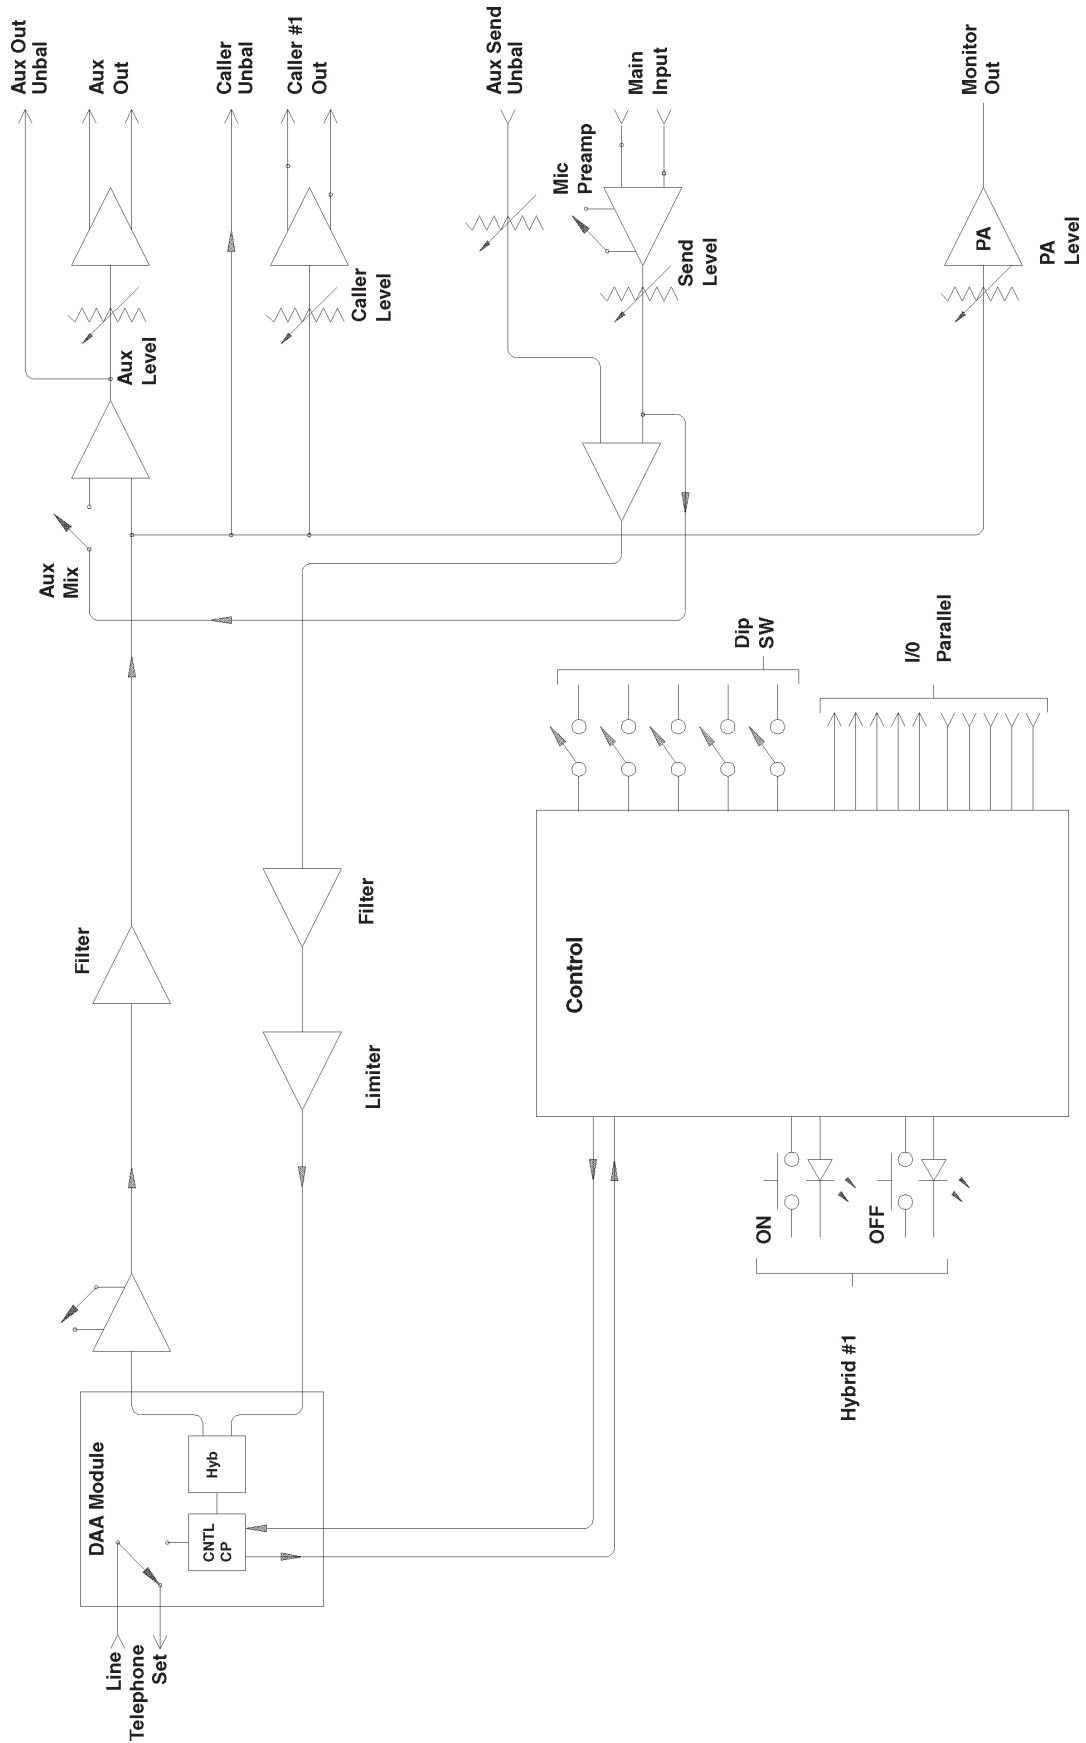 Aux Out
Unbal
Aux
Out
Caller
Unbal
Caller #1
Out
Aux Send
Unbal
Main
Input
Monitor
Out
Mic
Preamp
Send
Level
PA
PA
Level
Caller
Level
Aux
Level
Aux
Mix
Dip
SW
I/0
Parallel
Filter
Filter
Limiter
Control
ON
OFF
Hybrid #1
DAA Module
Hyb
CNTL
CP
Line
Telephone
Set